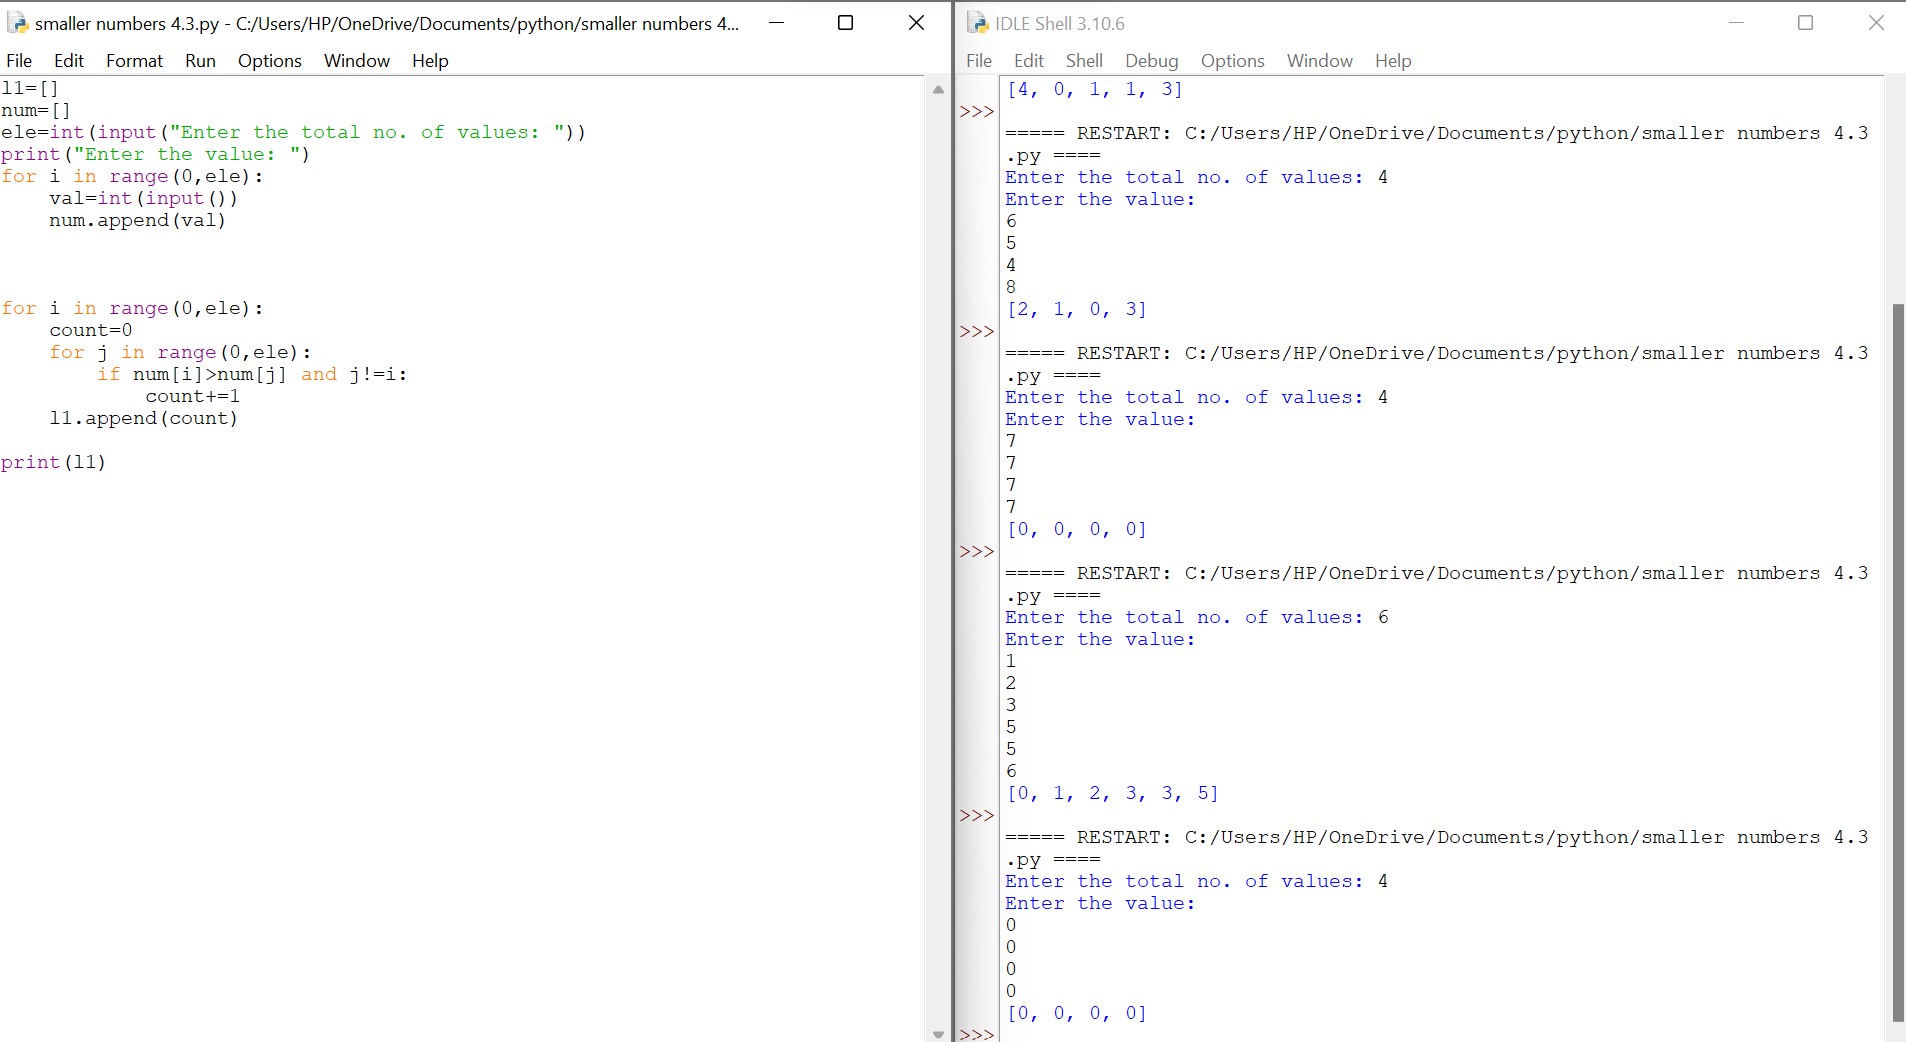 smaller numbers 4.3.py - C:/Users/HP/OneDrive/Documents/python/smaller numbers 4...
File Edit Format Run Options Window Help
l1=[]
num=[]
ele=int(input("Enter the total no. of values: "))
print("Enter the value: ")
for i in range(0,ele):
    val=int(input())
    num.append(val)
for i in range(0,ele):
    count=0
    for j in range(0,ele):
        if num[i]>num[j] and j!=i:
            count+=1
    l1.append(count)
print(l1)
IDLE Shell 3.10.6
File Edit Shell Debug Options Window Help
[4, 0, 1, 1, 3]
>>>
===== RESTART: C:/Users/HP/OneDrive/Documents/python/smaller numbers 4.3
.py ====
Enter the total no. of values: 4
Enter the value:
6
5
4
8
[2, 1, 0, 3]
>>>
===== RESTART: C:/Users/HP/OneDrive/Documents/python/smaller numbers 4.3
.py ====
Enter the total no. of values: 4
Enter the value:
7
7
7
7
[0, 0, 0, 0]
>>>
===== RESTART: C:/Users/HP/OneDrive/Documents/python/smaller numbers 4.3
.py ====
Enter the total no. of values: 6
Enter the value:
1
2
3
5
5
6
[0, 1, 2, 3, 3, 5]
>>>
===== RESTART: C:/Users/HP/OneDrive/Documents/python/smaller numbers 4.3
.py ====
Enter the total no. of values: 4
Enter the value:
0
0
0
0
[0, 0, 0, 0]
>>>